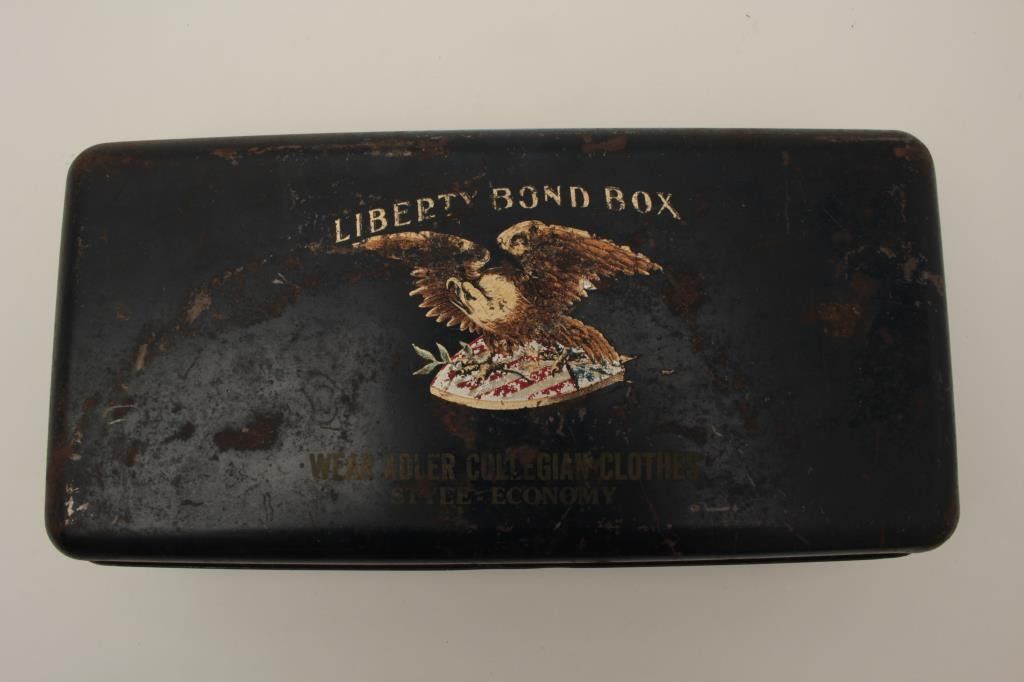 LIBERTY BOND BOX
WEAR ADLER COLLEGIAN CLOTHES
STYLE - ECONOMY